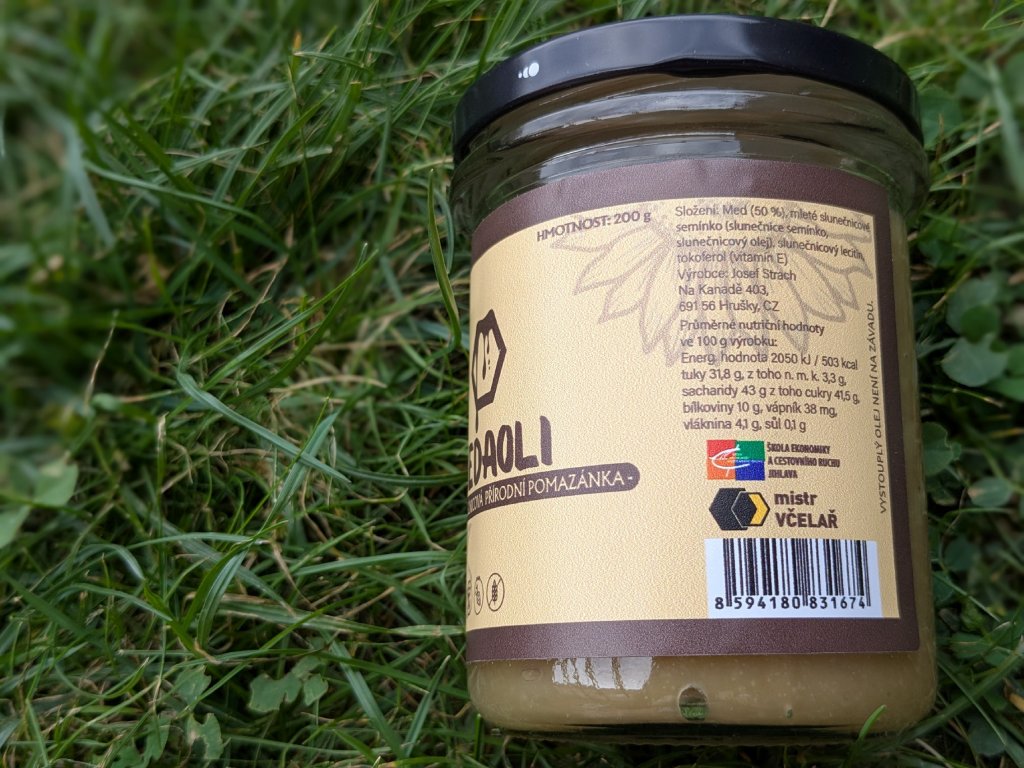 HMOTNOST: 200 g
Složení: Med (50 %), mleté slunečnicové
semínko (slunečnice semínko,
slunečnicový olej), slunečnicový lecitin,
tokoferol (vitamín E)
Výrobce: Josef Strach
Na Kanadě 403,
691 56 Hrušky, CZ
Průměrné nutriční hodnoty
ve 100 g výrobku:
Energ. hodnota 2050 kJ / 503 kcal
tuky 31,8 g, z toho n. m. k. 3,3 g,
sacharidy 43 g z toho cukry 41,5 g,
bílkoviny 10 g, vápník 38 mg,
vláknina 4,1 g, sůl 0,1 g
VYSTOUPLÝ OLEJ NENÍ NA ZÁVADU.
EDAOLI
PŘÍRODNÍ POMAZÁNKA -
ŠKOLA EKONOMIKY
A CESTOVNÍHO RUCHU
JIHLAVA
mistr
VČELAŘ
8 594180 831674